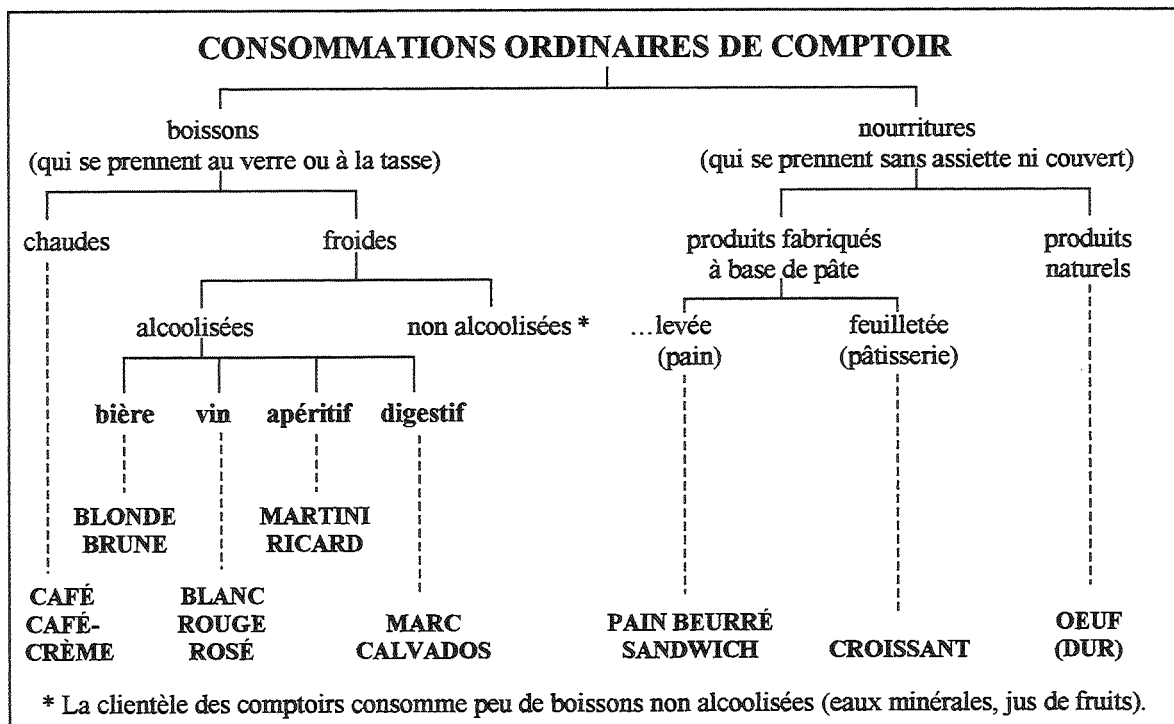 CONSOMMATIONS ORDINAIRES DE COMPTOIR
boissons
(qui se prennent au verre ou à la tasse)
nourritures
(qui se prennent sans assiette ni couvert)
chaudes
froides
produits fabriqués
à base de pâte
produits
naturels
alcoolisées
non alcoolisées *
...levée
(pain)
feuilletée
(pâtisserie)
bière
vin
apéritif
digestif
BLONDE
BRUNE
MARTINI
RICARD
CAFÉ
CAFÉ-
CRÈME
BLANC
ROUGE
ROSÉ
MARC
CALVADOS
PAIN BEURRÉ
SANDWICH
CROISSANT
OEUF
(DUR)
* La clientèle des comptoirs consomme peu de boissons non alcoolisées (eaux minérales, jus de fruits).